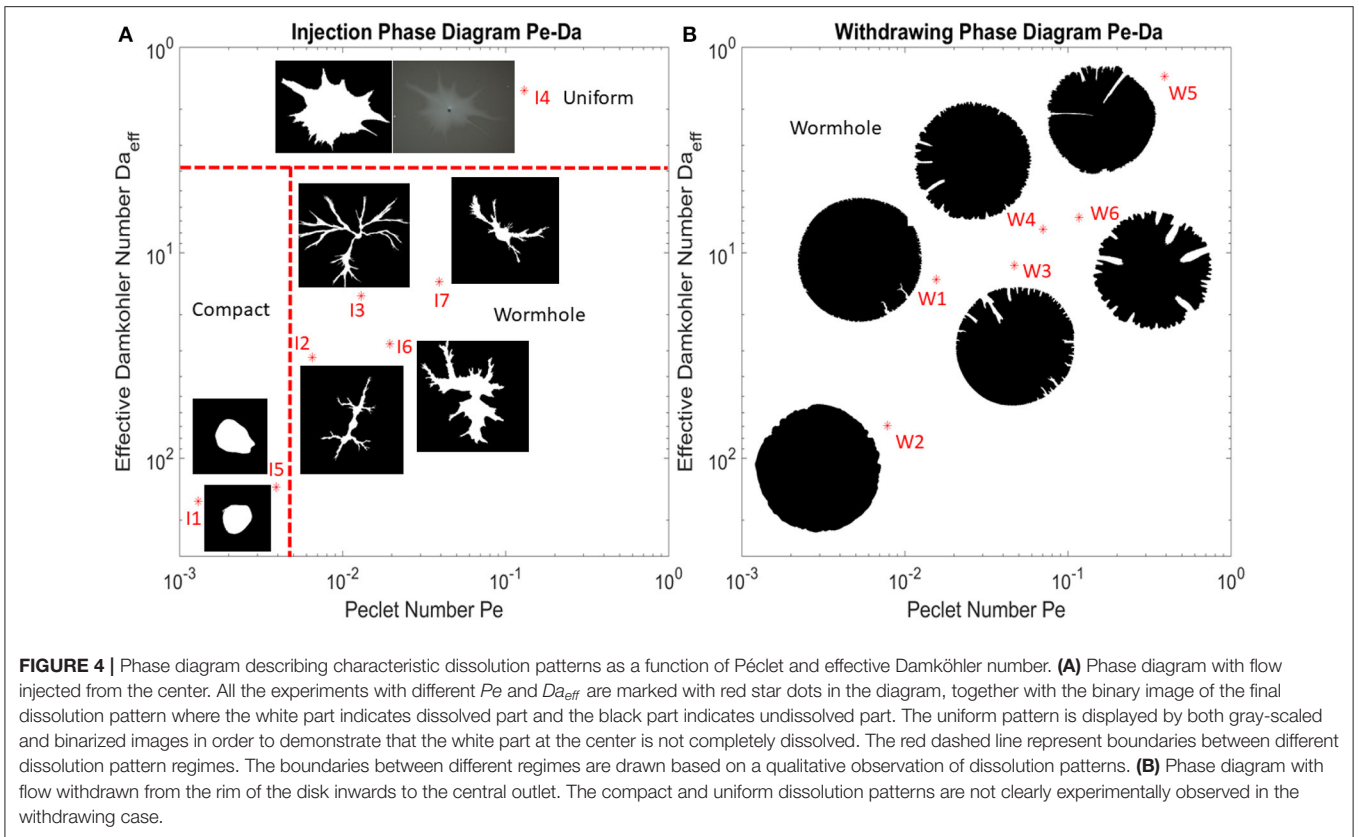 A
Injection Phase Diagram Pe-Da
Effective Damkohler Number Da_eff
10^0
10^1
10^2
I4 Uniform
I3
I7
Compact
Wormhole
I2
I6
I5
I1
10^-3
10^-2
10^-1
10^0
Peclet Number Pe
B
Withdrawing Phase Diagram Pe-Da
Effective Damkohler Number Da_eff
10^0
10^1
10^2
W5
Wormhole
W4
W6
W3
W1
W2
10^-2
10^-1
10^0
Peclet Number Pe
FIGURE 4 | Phase diagram describing characteristic dissolution patterns as a function of Péclet and effective Damköhler number. (A) Phase diagram with flow
injected from the center. All the experiments with different Pe and Da_eff are marked with red star dots in the diagram, together with the binary image of the final
dissolution pattern where the white part indicates dissolved part and the black part indicates undissolved part. The uniform pattern is displayed by both gray-scaled
and binarized images in order to demonstrate that the white part at the center is not completely dissolved. The red dashed line represent boundaries between different
dissolution pattern regimes. The boundaries between different regimes are drawn based on a qualitative observation of dissolution patterns. (B) Phase diagram with
flow withdrawn from the rim of the disk inwards to the central outlet. The compact and uniform dissolution patterns are not clearly experimentally observed in the
withdrawing case.